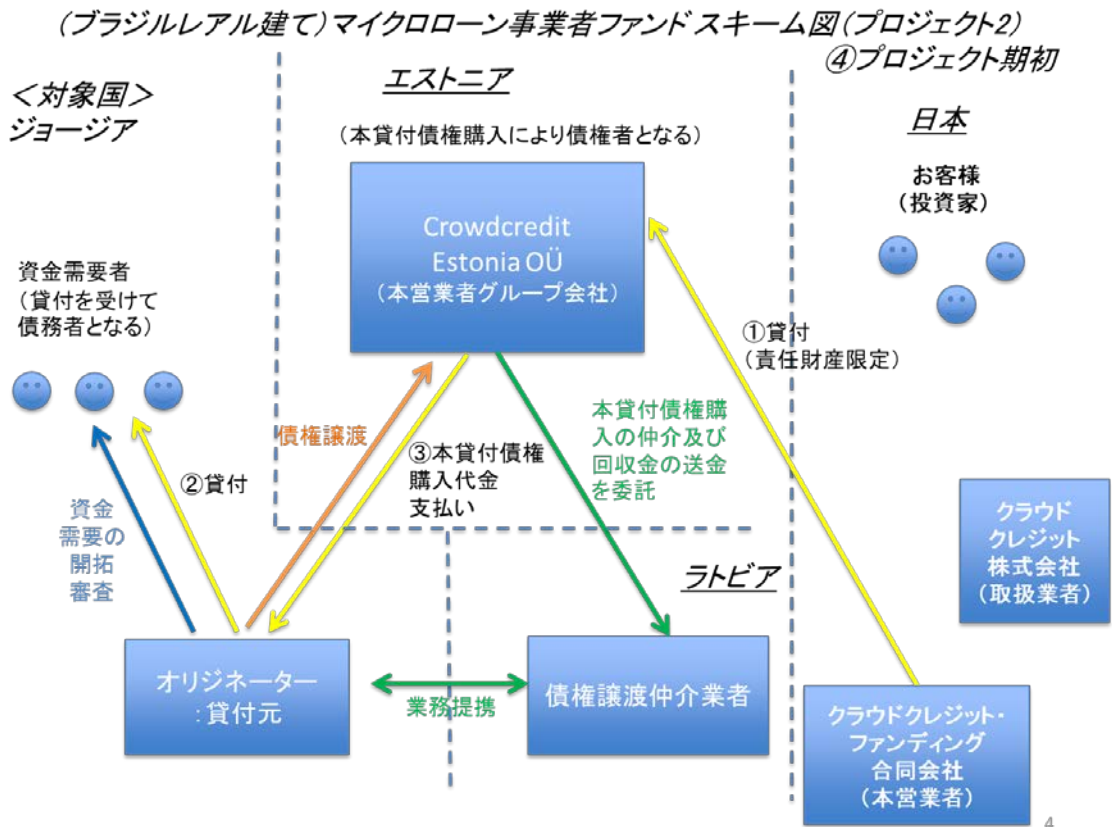 (ブラジルレアル建て)マイクロローン事業者ファンド スキーム図(プロジェクト2)
④プロジェクト期初
<対象国>
ジョージア
エストニア
日本
(本貸付債権購入により債権者となる)
お客様
(投資家)
Crowdcredit
Estonia OÜ
(本営業者グループ会社)
資金需要者
(貸付を受けて
債務者となる)
①貸付
(責任財産限定)
債権譲渡
③本貸付債権
購入代金
支払い
本貸付債権購
入の仲介及び
回収金の送金
を委託
②貸付
資金
需要の
開拓
審査
クラウド
クレジット
株式会社
(取扱業者)
ラトビア
オリジネーター
:貸付元
業務提携
債権譲渡仲介業者
クラウドクレジット・
ファンディング
合同会社
(本営業者)
4